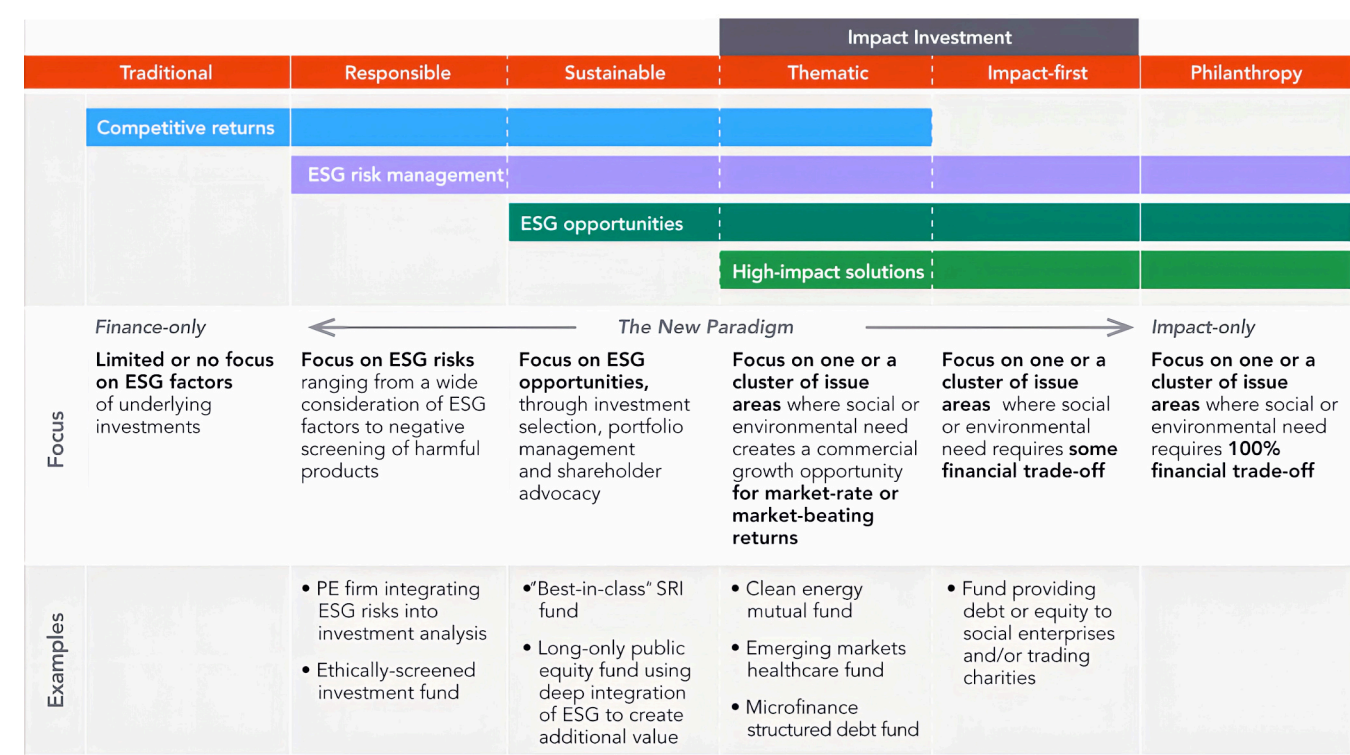 Impact Investment
Traditional
Responsible
Sustainable
Thematic
Impact-first
Philanthropy
Competitive returns
ESG risk management
ESG opportunities
High-impact solutions
Finance-only
The New Paradigm
Impact-only
Focus
Limited or no focus
on ESG factors
of underlying
investments
Focus on ESG risks
ranging from a wide
consideration of ESG
factors to negative
screening of harmful
products
Focus on ESG
opportunities,
through investment
selection, portfolio
management
and shareholder
advocacy
Focus on one or a
cluster of issue
areas where social or
environmental need
creates a commercial
growth opportunity
for market-rate or
market-beating
returns
Focus on one or a
cluster of issue
areas where social
or environmental
need requires some
financial trade-off
Focus on one or a
cluster of issue
areas where social or
environmental need
requires 100%
financial trade-off
Examples
• PE firm integrating
ESG risks into
investment analysis
• Ethically-screened
investment fund
•"Best-in-class" SRI
fund
• Long-only public
equity fund using
deep integration
of ESG to create
additional value
• Clean energy
mutual fund
• Emerging markets
healthcare fund
• Microfinance
structured debt fund
• Fund providing
debt or equity to
social enterprises
and/or trading
charities